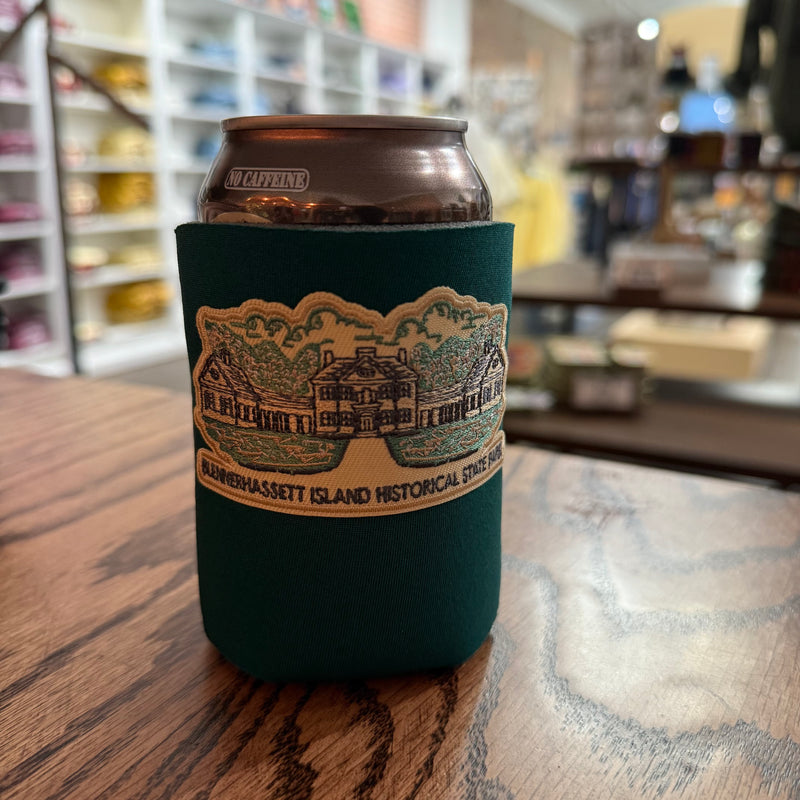 NO CAFFEINE
BLENNERHASSETT ISLAND HISTORICAL STATE PARK